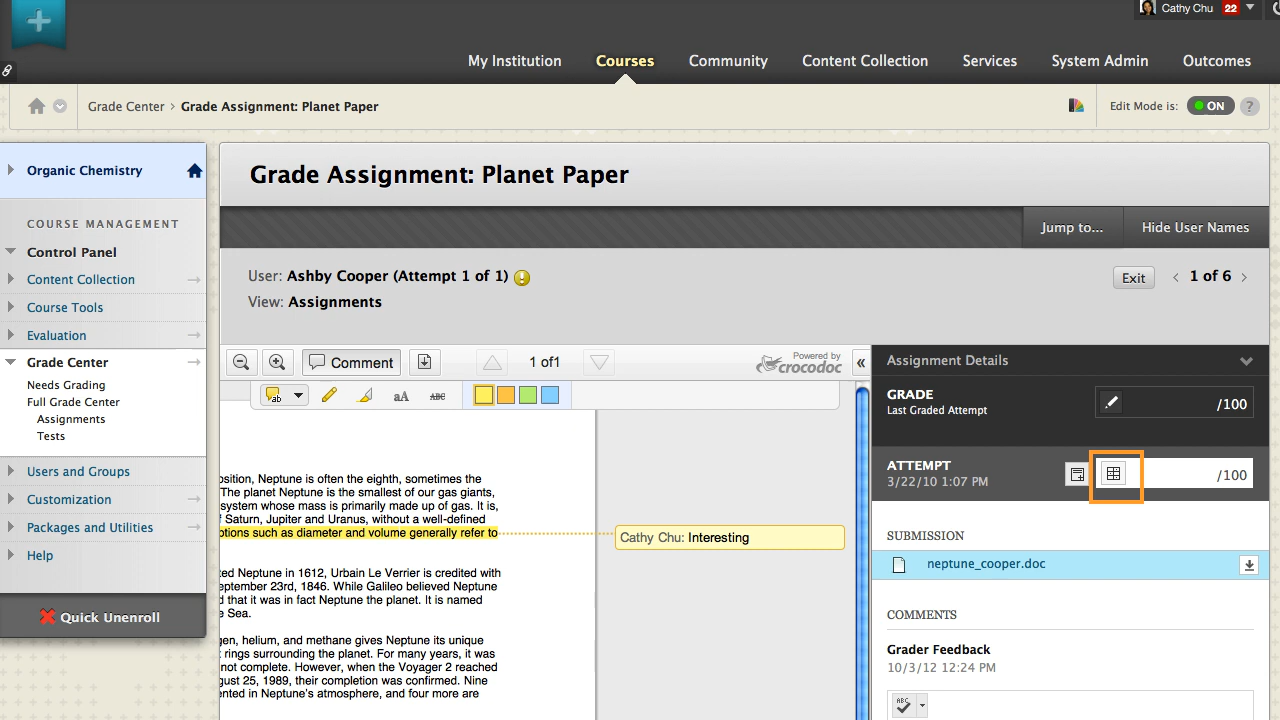 Cathy Chu 22
My Institution Courses Community Content Collection Services System Admin Outcomes
Grade Center > Grade Assignment: Planet Paper
Edit Mode is: ON ?
Organic Chemistry
COURSE MANAGEMENT
Control Panel
Content Collection
Course Tools
Evaluation
Grade Center
Needs Grading
Full Grade Center
Assignments
Tests
Users and Groups
Customization
Packages and Utilities
Help
Quick Unenroll
Grade Assignment: Planet Paper
Jump to... Hide User Names
User: Ashby Cooper (Attempt 1 of 1)
View: Assignments
Exit < 1 of 6 >
Comment
1 of1
Powered by
crocodoc
«
ab
aA
ABC
osition, Neptune is often the eighth, sometimes the
The planet Neptune is the smallest of our gas giants,
system whose mass is primarily made up of gas. It is,
f Saturn, Jupiter and Uranus, without a well-defined
ptions such as diameter and volume generally refer to
Cathy Chu: Interesting
ed Neptune in 1612, Urbain Le Verrier is credited with
eptember 23rd, 1846. While Galileo believed Neptune
d that it was in fact Neptune the planet. It is named
e Sea.
gen, helium, and methane gives Neptune its unique
rings surrounding the planet. For many years, it was
not complete. However, when the Voyager 2 reached
gust 25, 1989, their completion was confirmed. Nine
ented in Neptune's atmosphere, and four more are
Assignment Details
GRADE
Last Graded Attempt
/100
ATTEMPT
3/22/10 1:07 PM
/100
SUBMISSION
neptune_cooper.doc
COMMENTS
Grader Feedback
10/3/12 12:24 PM
ABC